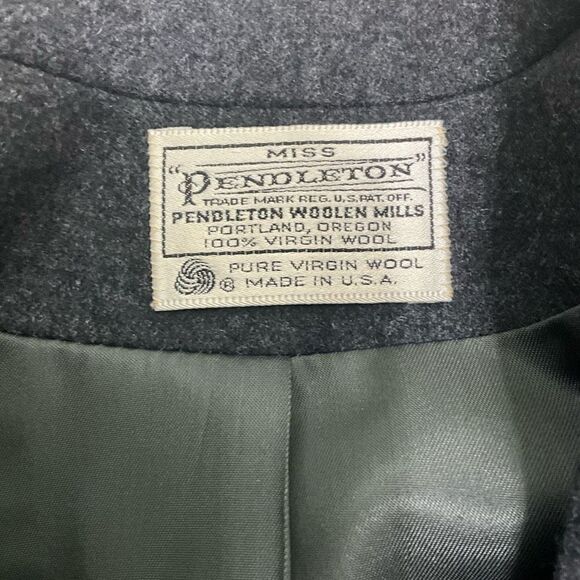 MISS
"PENDLETON"
TRADE MARK REG. U.S. PAT. OFF.
PENDLETON WOOLEN MILLS
PORTLAND, OREGON
100% VIRGIN WOOL
PURE VIRGIN WOOL
® MADE IN U.S.A.